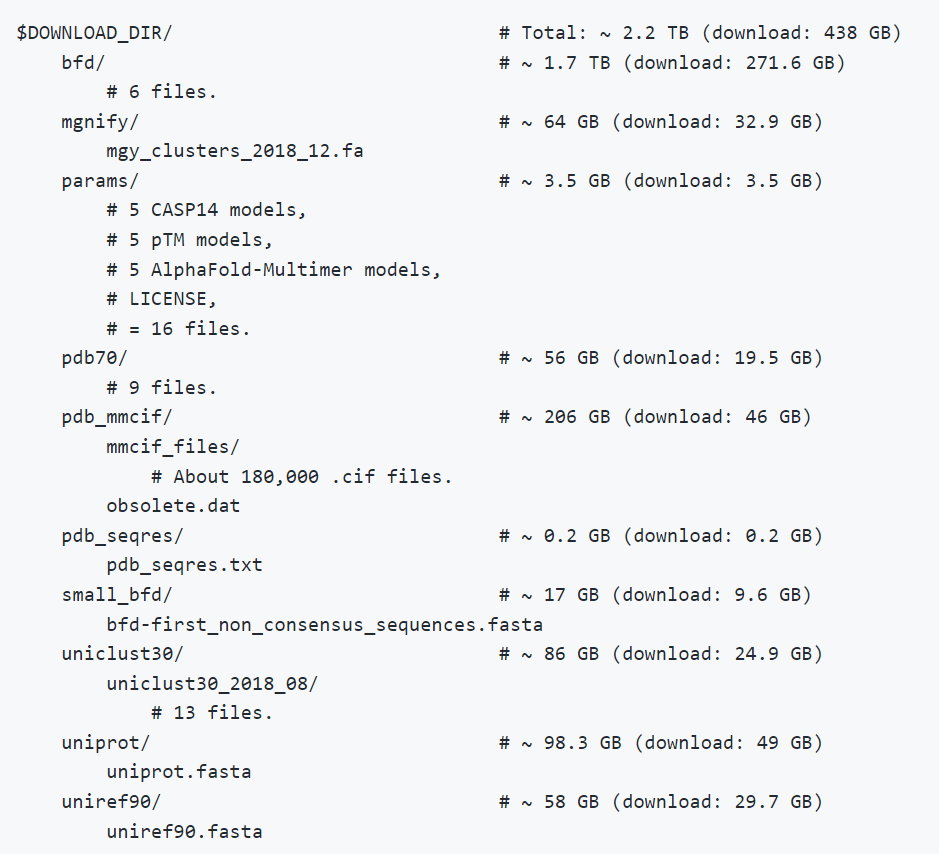 $DOWNLOAD_DIR/                             # Total: ~ 2.2 TB (download: 438 GB)
    bfd/                                   # ~ 1.7 TB (download: 271.6 GB)
        # 6 files.
    mgnify/                                # ~ 64 GB (download: 32.9 GB)
        mgy_clusters_2018_12.fa
    params/                                # ~ 3.5 GB (download: 3.5 GB)
        # 5 CASP14 models,
        # 5 pTM models,
        # 5 AlphaFold-Multimer models,
        # LICENSE,
        # = 16 files.
    pdb70/                                 # ~ 56 GB (download: 19.5 GB)
        # 9 files.
    pdb_mmcif/                             # ~ 206 GB (download: 46 GB)
        mmcif_files/
            # About 180,000 .cif files.
        obsolete.dat
    pdb_seqres/                            # ~ 0.2 GB (download: 0.2 GB)
        pdb_seqres.txt
    small_bfd/                             # ~ 17 GB (download: 9.6 GB)
        bfd-first_non_consensus_sequences.fasta
    uniclust30/                            # ~ 86 GB (download: 24.9 GB)
        uniclust30_2018_08/
            # 13 files.
    uniprot/                               # ~ 98.3 GB (download: 49 GB)
        uniprot.fasta
    uniref90/                              # ~ 58 GB (download: 29.7 GB)
        uniref90.fasta